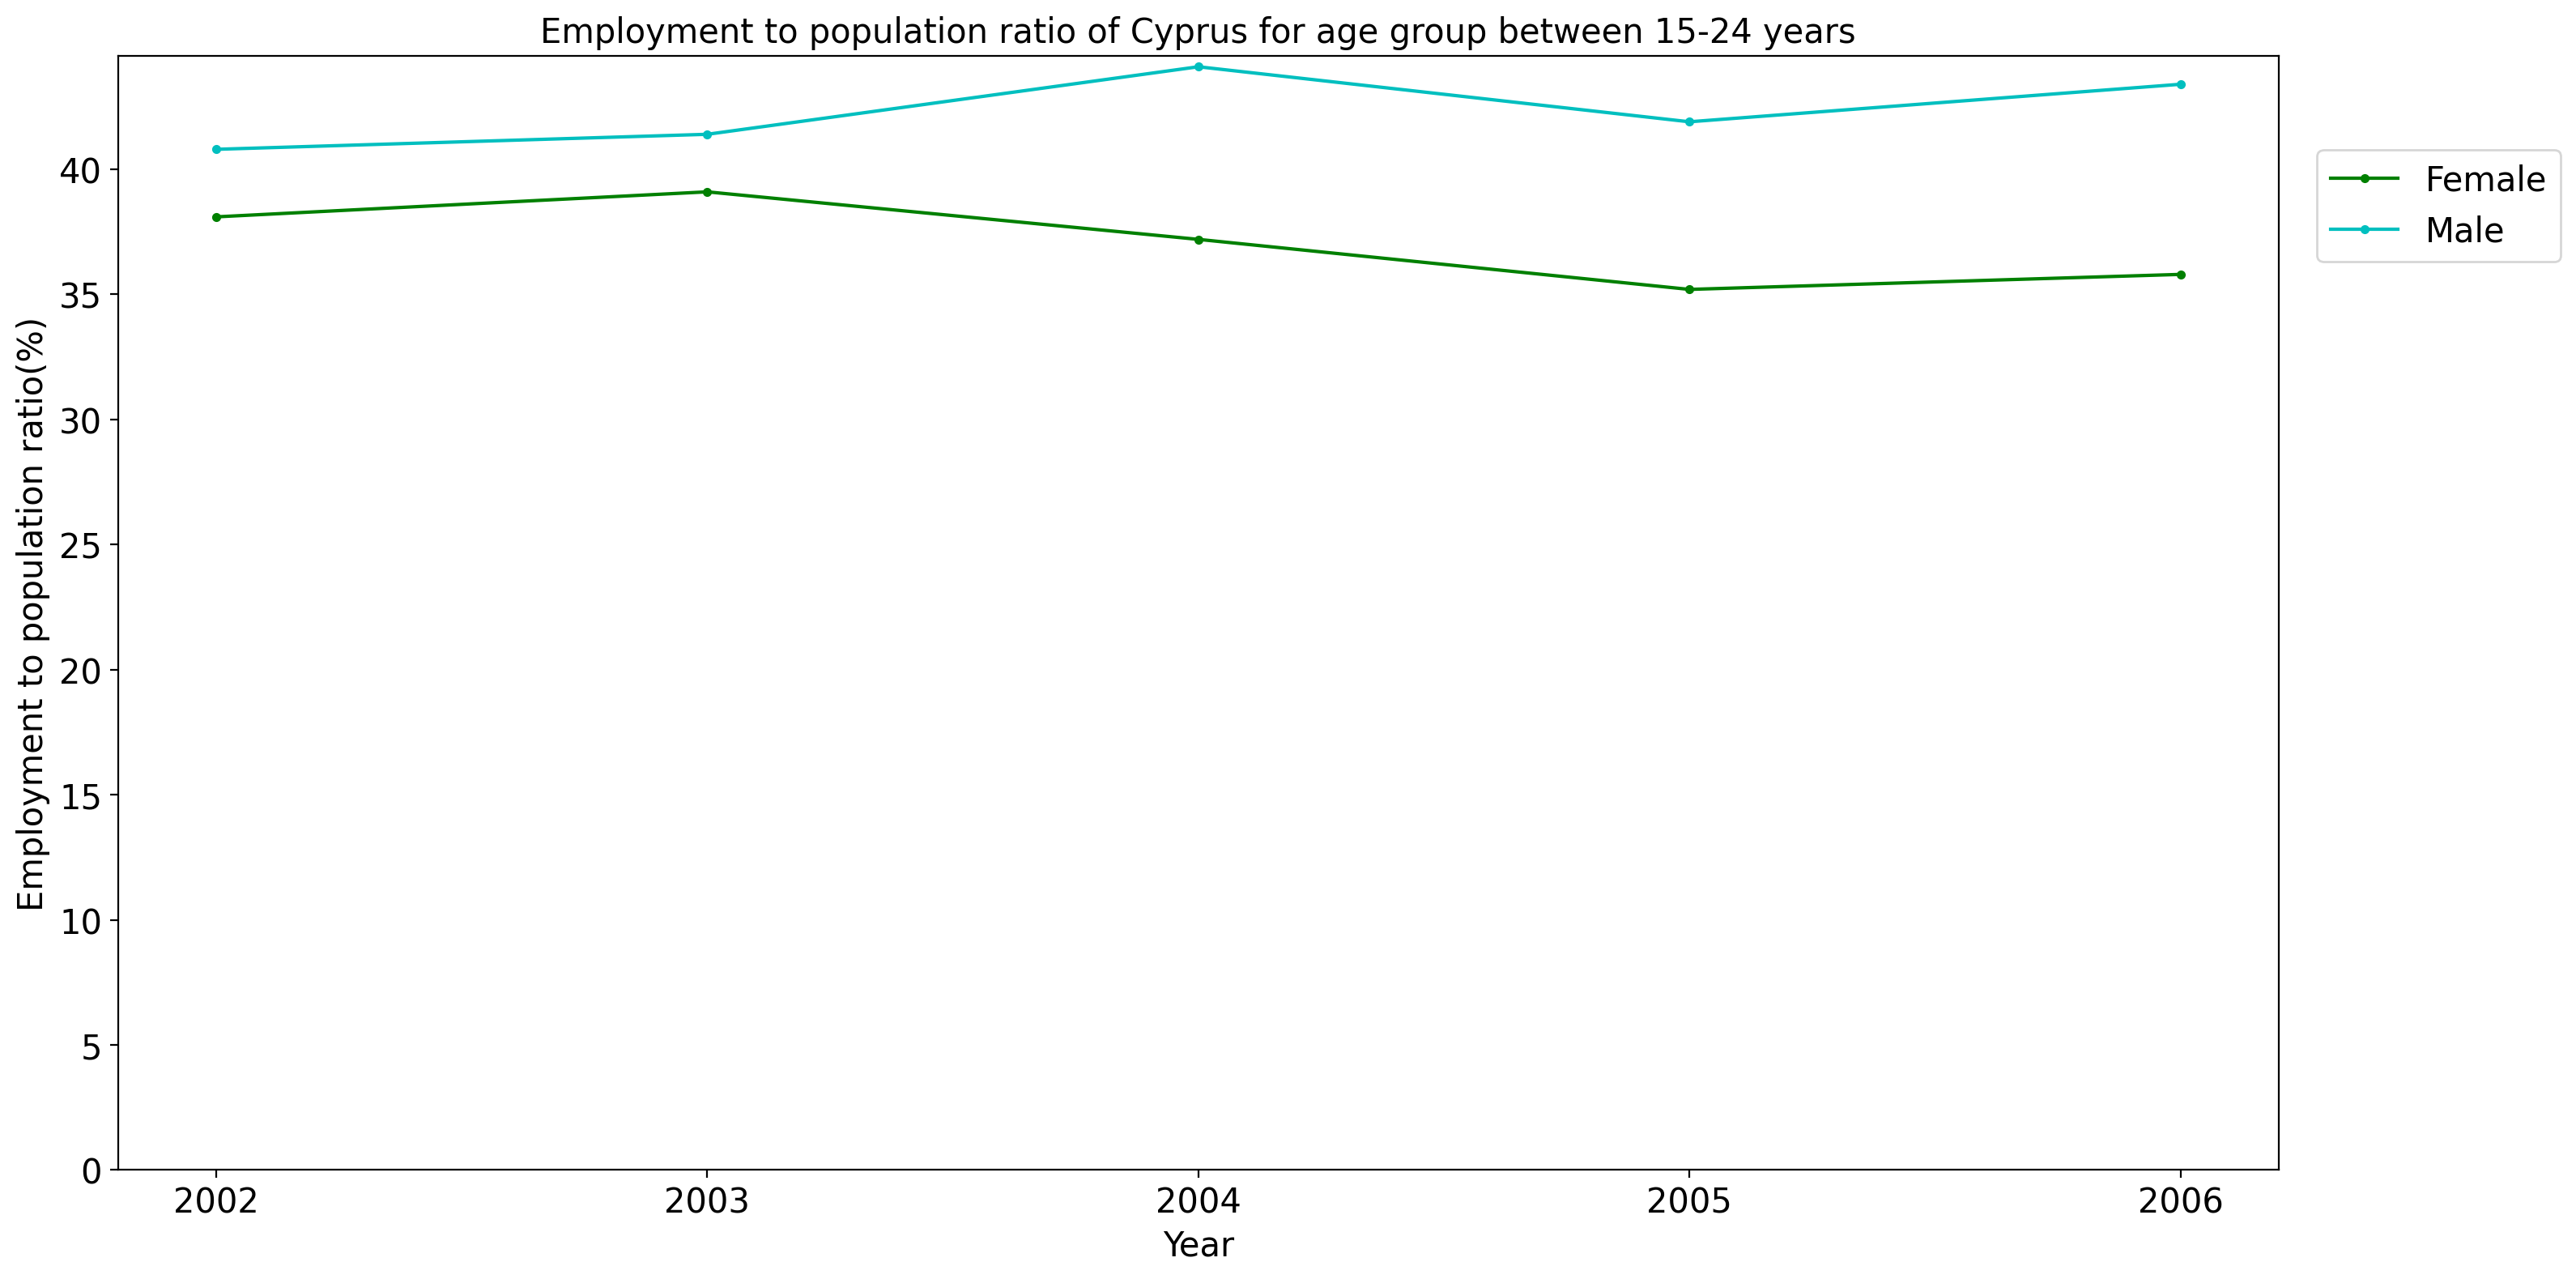 Employment to population ratio of Cyprus for age group between 15-24 years
Employment to population ratio(%)
40
35
30
25
20
15
10
5
0
2002 2003 2004 2005 2006
Year
Female
Male